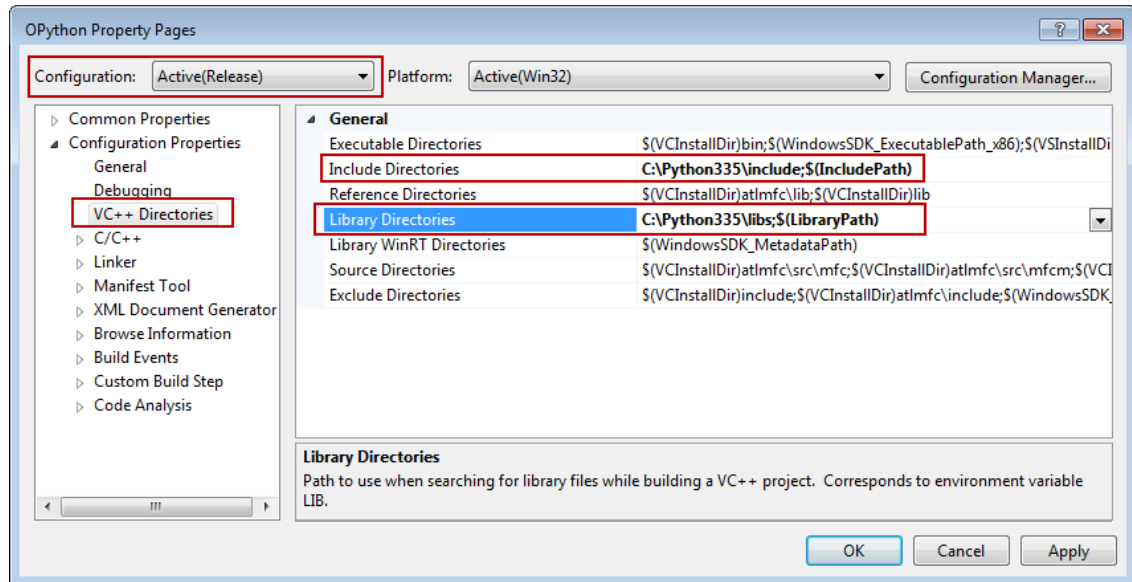 OPython Property Pages
Configuration: Active(Release) Platform: Active(Win32) Configuration Manager...
Common Properties
Configuration Properties
General
Debugging
VC++ Directories
C/C++
Linker
Manifest Tool
XML Document Generator
Browse Information
Build Events
Custom Build Step
Code Analysis
General
Executable Directories $(VCInstallDir)bin;$(WindowsSDK_ExecutablePath_x86);$(VSInstallDi
Include Directories C:\Python335\include;$(IncludePath)
Reference Directories $(VCInstallDir)atlmfc\lib;$(VCInstallDir)lib
Library Directories C:\Python335\libs;$(LibraryPath)
Library WinRT Directories $(WindowsSDK_MetadataPath)
Source Directories $(VCInstallDir)atlmfc\src\mfc;$(VCInstallDir)atlmfc\src\mfcm;$(VCI
Exclude Directories $(VCInstallDir)include;$(VCInstallDir)atlmfc\include;$(WindowsSDK_
Library Directories
Path to use when searching for library files while building a VC++ project. Corresponds to environment variable
LIB.
OK Cancel Apply